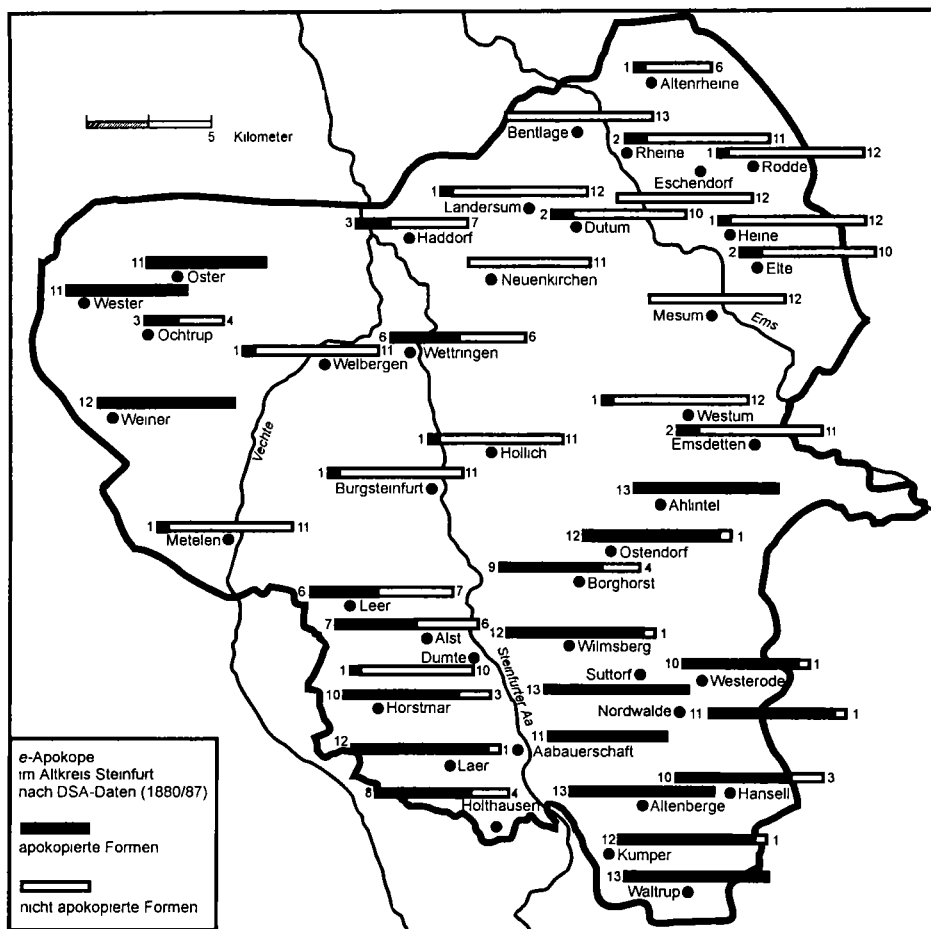 1 6
Altenrheine
13
Bentlage
2 11
Rheine
1 12
Rodde
Eschendorf
12
5 Kilometer
1 12
Landersum
2 10
Dutum
1 12
Heine
3 7
Haddorf
2 10
Elte
11
Oster
11
Neuenkirchen
11
Wester
12
Mesum
Ems
3 4
Ochtrup
6 6
Wettringen
1 11
Welbergen
12
Weiner
1 12
Westum
2 11
Emsdetten
Vechte
1 11
Hollich
1 11
Burgsteinfurt
13
Ahlintel
1 11
Metelen
12 1
Ostendorf
9 4
Borghorst
6 7
Leer
7 6
Alst
12 1
Wilmsberg
Dumte
1 10
Steinfurter Aa
10 1
Westerode
Suttorf
13
10 3
Horstmar
Nordwalde
11 1
11
Aabauerschaft
12 1
Laer
10 3
Hansell
13
Altenberge
8 4
Holthausen
12 1
Kumper
13
Waltrup
e-Apokope
im Altkreis Steinfurt
nach DSA-Daten (1880/87)
apokopierte Formen
nicht apokopierte Formen